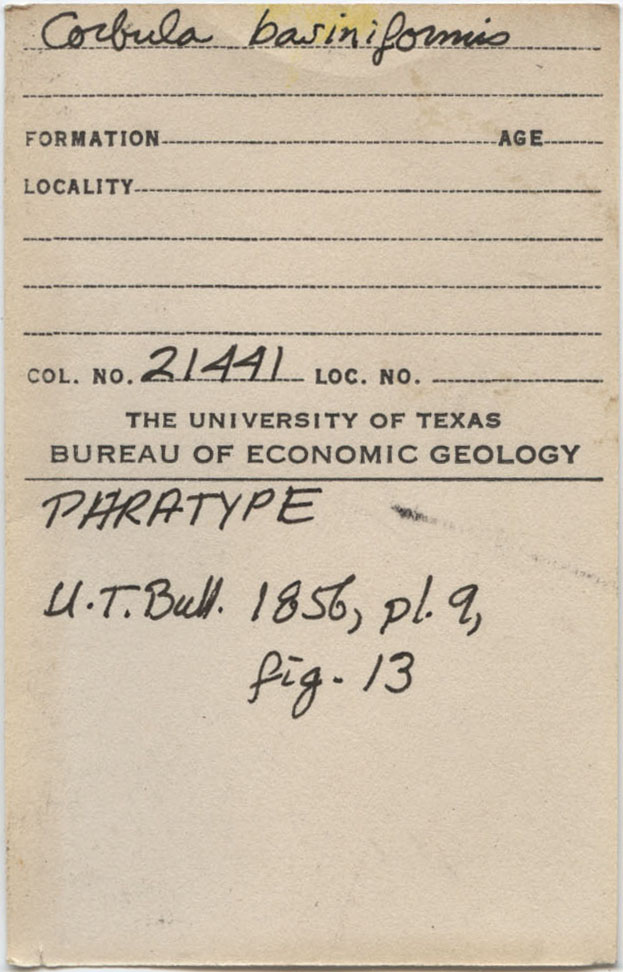 Corbula basiniformis
FORMATION AGE
LOCALITY
COL. NO. 21441 LOC. NO.
THE UNIVERSITY OF TEXAS
BUREAU OF ECONOMIC GEOLOGY
PARATYPE
U.T. Bull. 1856, pl. 9,
fig. 13